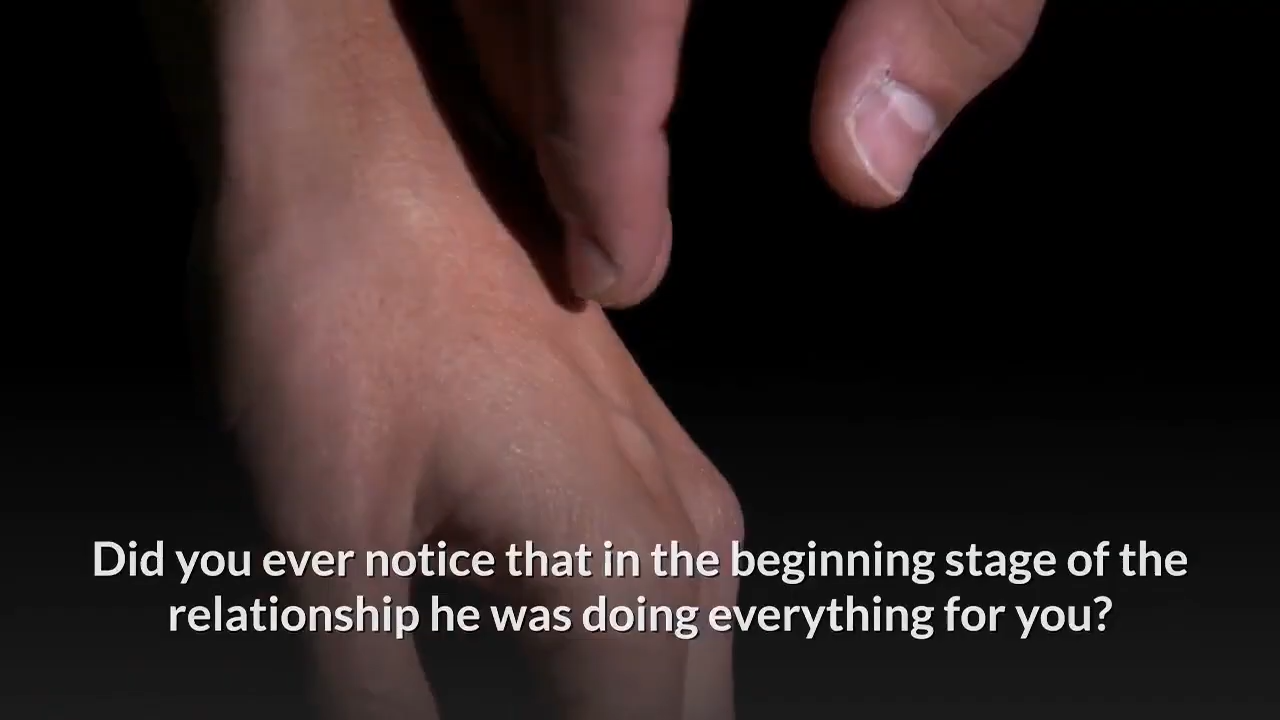 Did you ever notice that in the beginning stage of the
relationship he was doing everything for you?